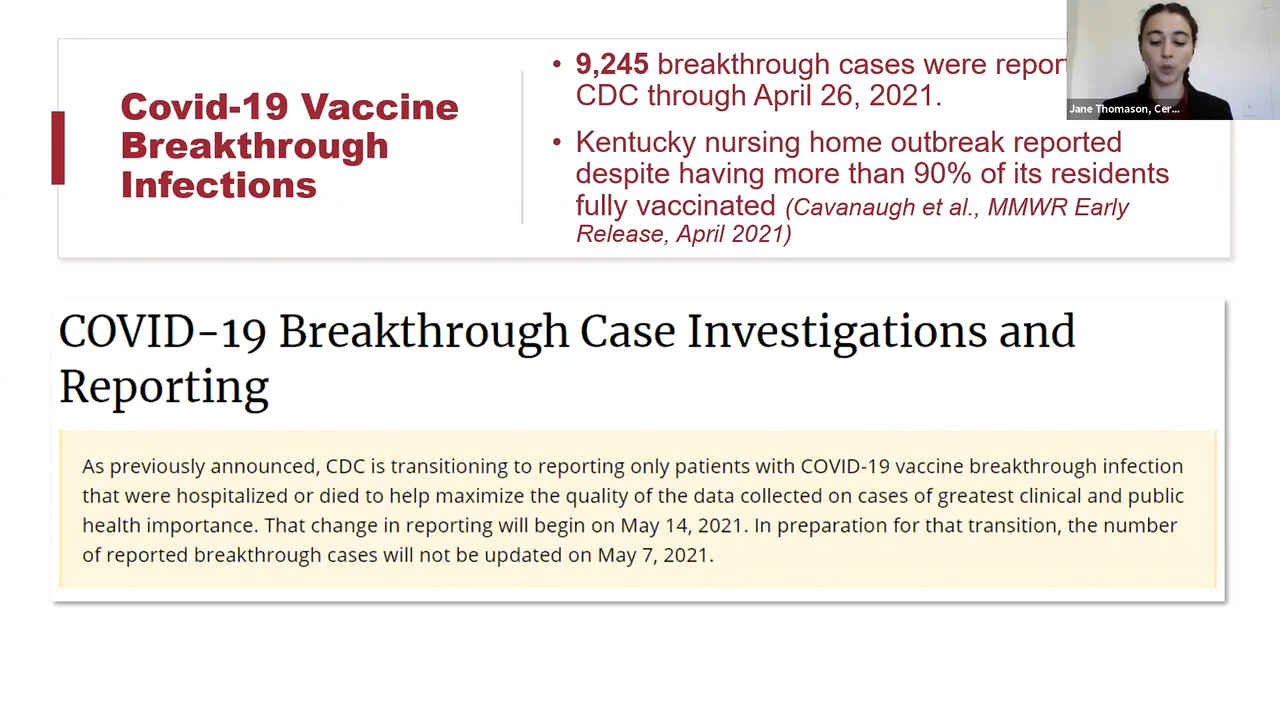 Covid-19 Vaccine
Breakthrough
Infections
• 9,245 breakthrough cases were repor
CDC through April 26, 2021.
• Kentucky nursing home outbreak reported
despite having more than 90% of its residents
fully vaccinated (Cavanaugh et al., MMWR Early
Release, April 2021)
Jane Thomason, Cer...
COVID-19 Breakthrough Case Investigations and
Reporting
As previously announced, CDC is transitioning to reporting only patients with COVID-19 vaccine breakthrough infection
that were hospitalized or died to help maximize the quality of the data collected on cases of greatest clinical and public
health importance. That change in reporting will begin on May 14, 2021. In preparation for that transition, the number
of reported breakthrough cases will not be updated on May 7, 2021.